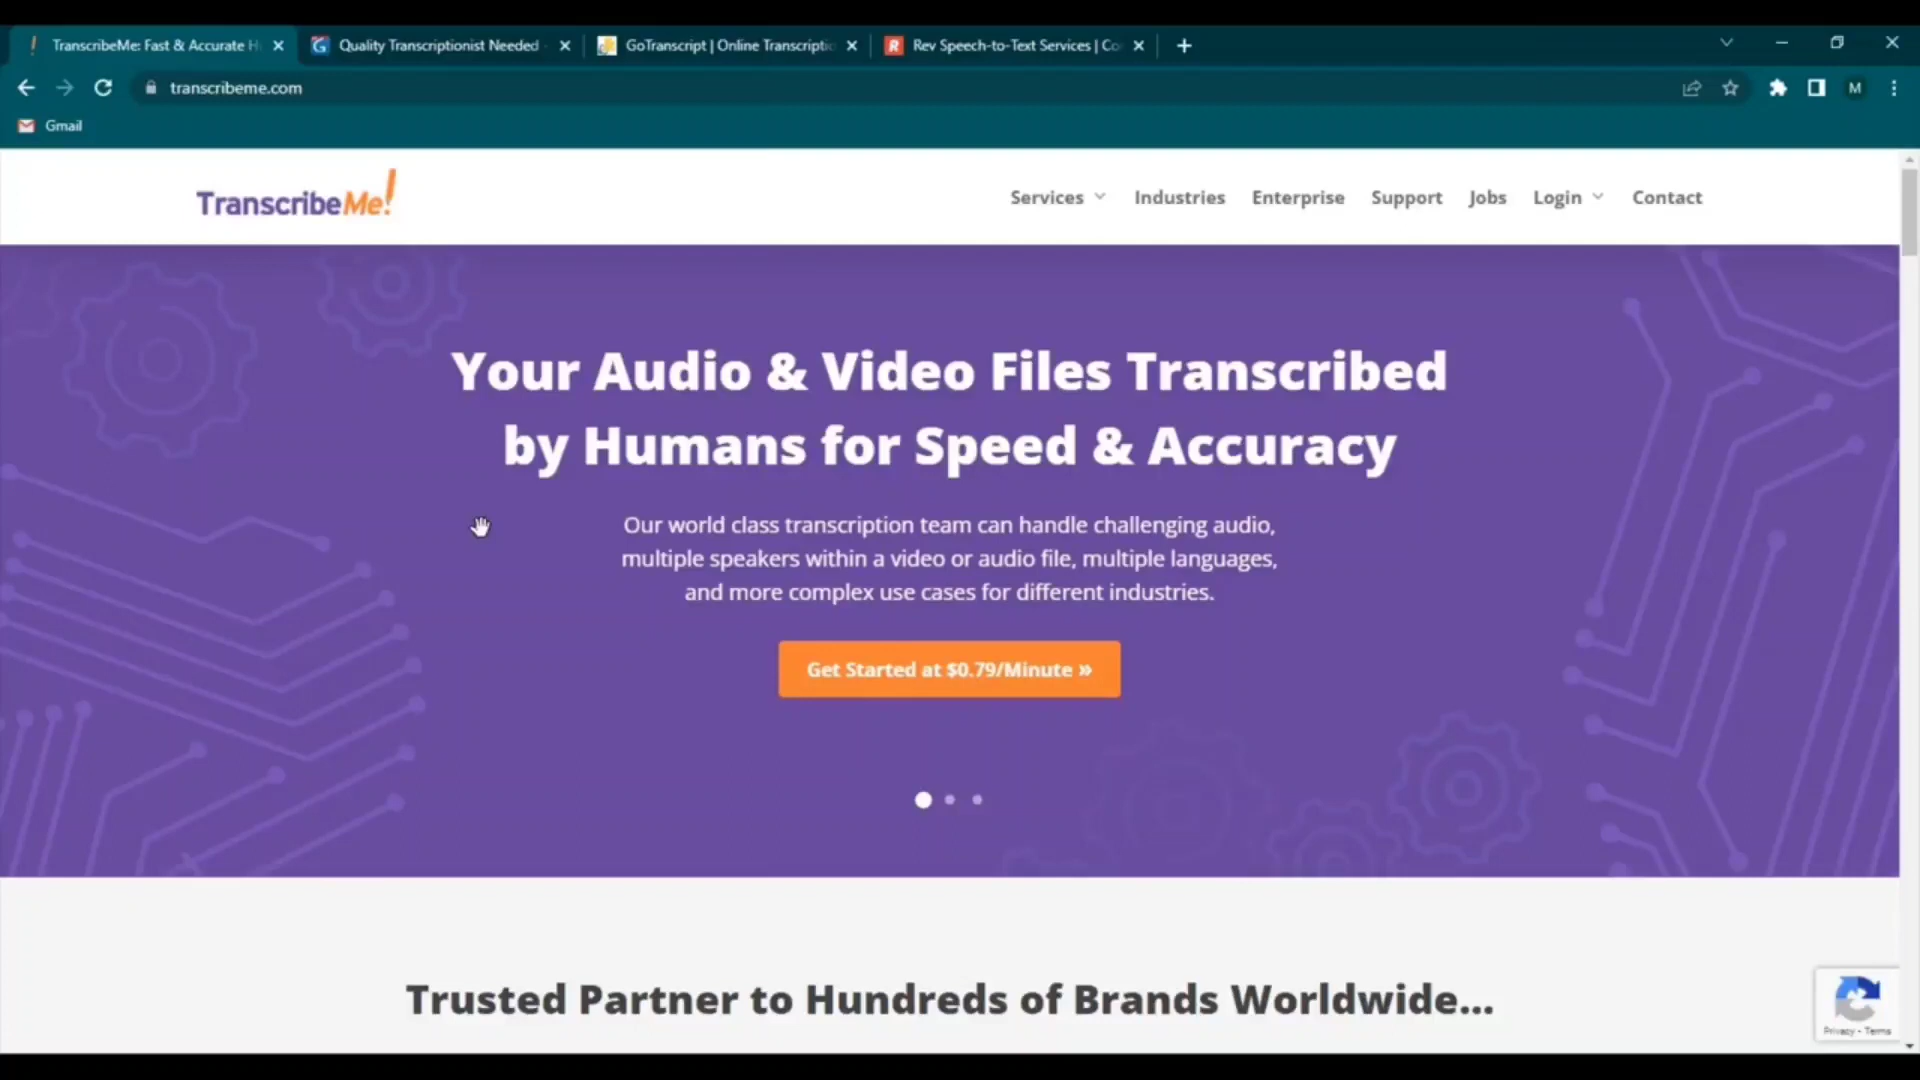 TranscribeMe: Fast & Accurate H
Quality Transcriptionist Needed
GoTranscript | Online Transcripti
Rev Speech-to-Text Services | Co
transcribeme.com
M
Gmail
TranscribeMe!
Services
Industries
Enterprise
Support
Jobs
Login
Contact
Your Audio & Video Files Transcribed
by Humans for Speed & Accuracy
Our world class transcription team can handle challenging audio,
multiple speakers within a video or audio file, multiple languages,
and more complex use cases for different industries.
Get Started at $0.79/Minute »
Trusted Partner to Hundreds of Brands Worldwide...
Privacy - Terms